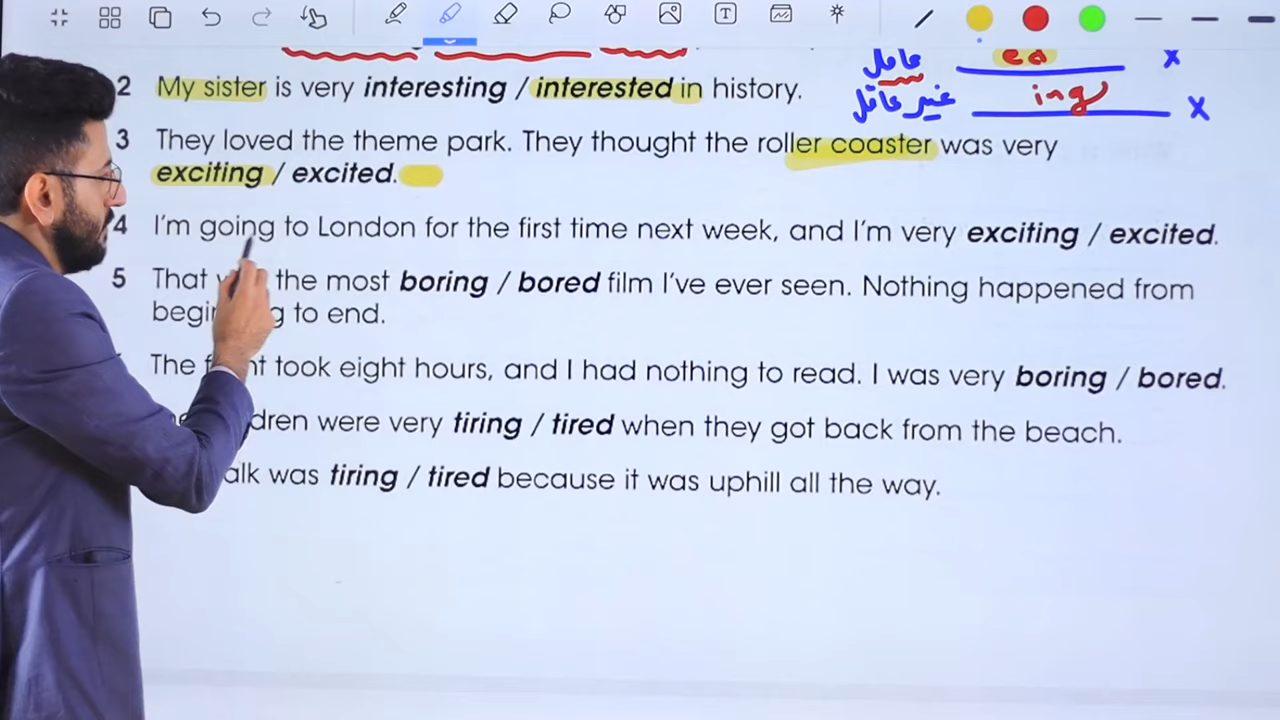 عاقل ed x
2 My sister is very interesting / interested in history.
غير عاقل ing x
3 They loved the theme park. They thought the roller coaster was very
exciting / excited.
4 I'm going to London for the first time next week, and I'm very exciting / excited.
5 That the most boring / bored film I've ever seen. Nothing happened from
to end.
The took eight hours, and I had nothing to read. I was very boring / bored.
were very tiring / tired when they got back from the beach.
was tiring / tired because it was uphill all the way.